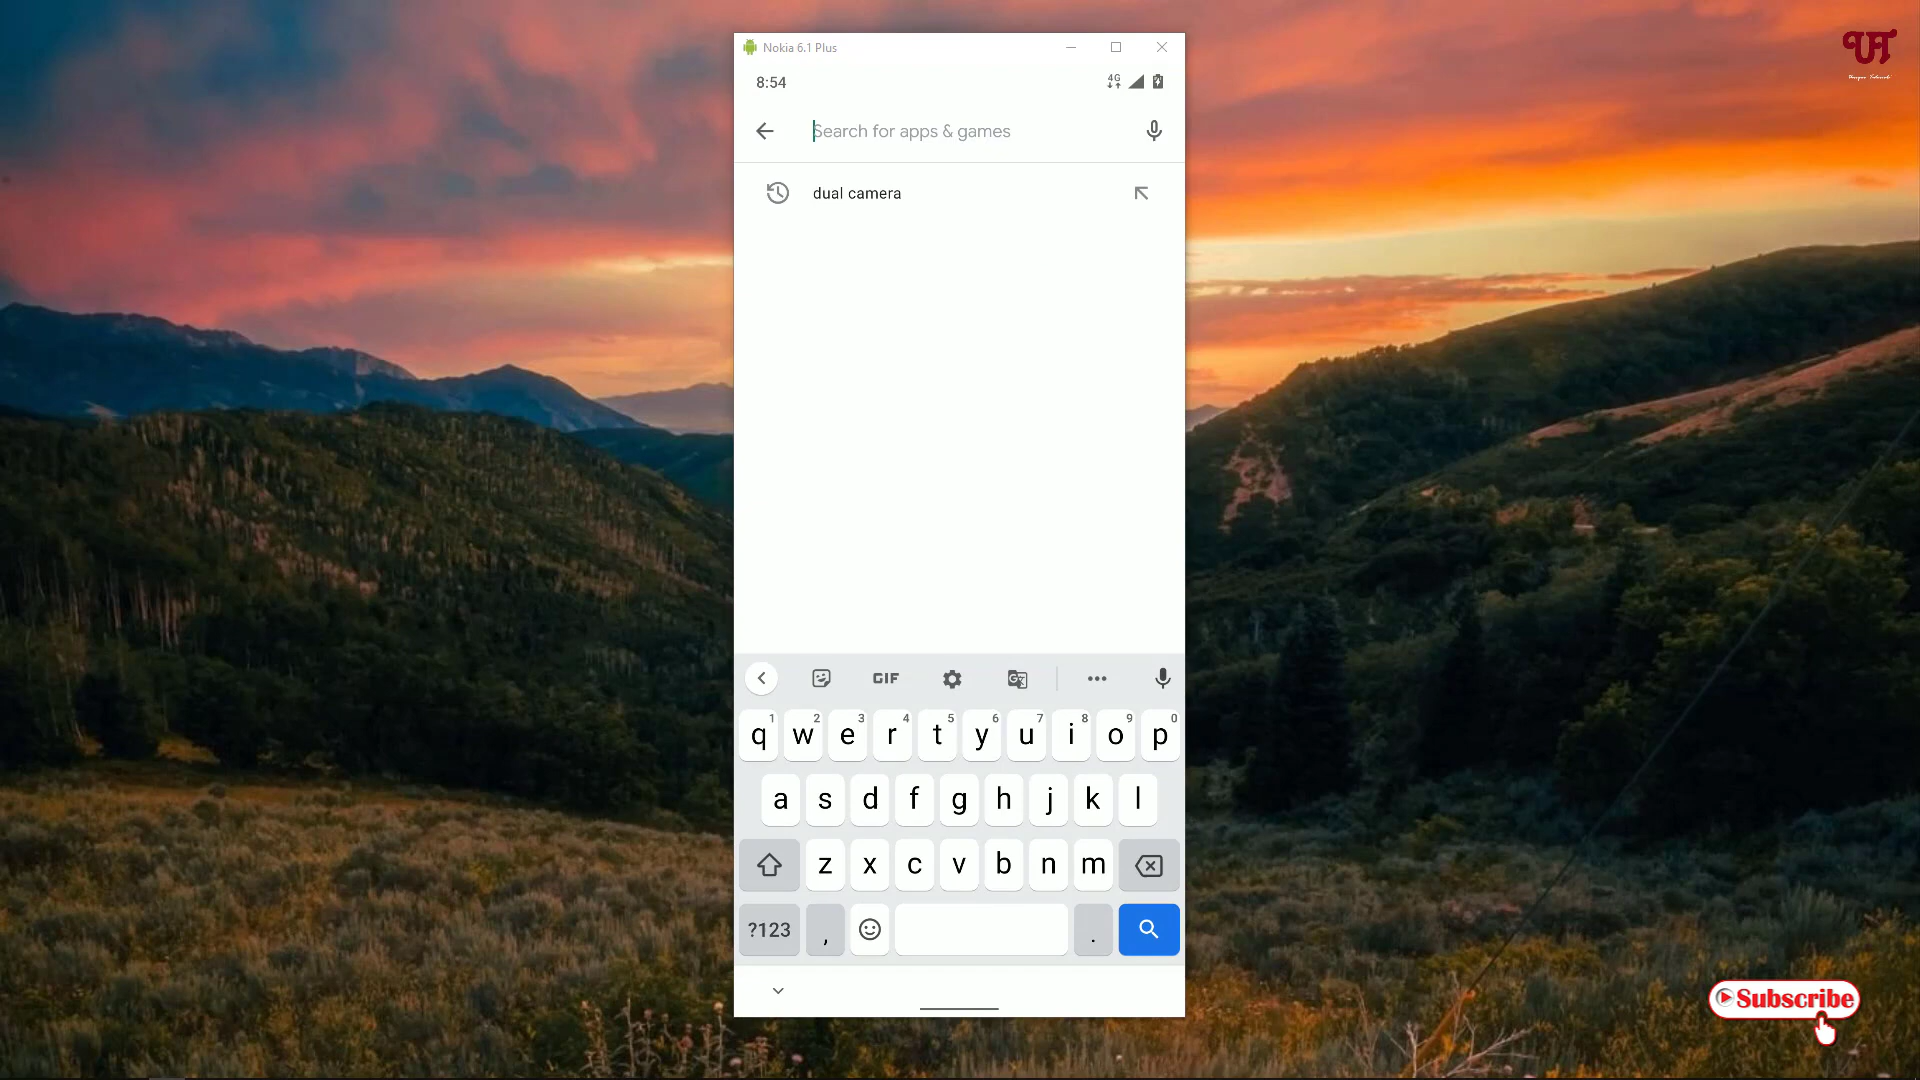 Nokia 6.1 Plus
8:54
4G
Search for apps & games
dual camera
GIF
1 2 3 4 5 6 7 8 9 0
q w e r t y u i o p
a s d f g h j k l
z x c v b n m
?123 , .
UT
Subscribe